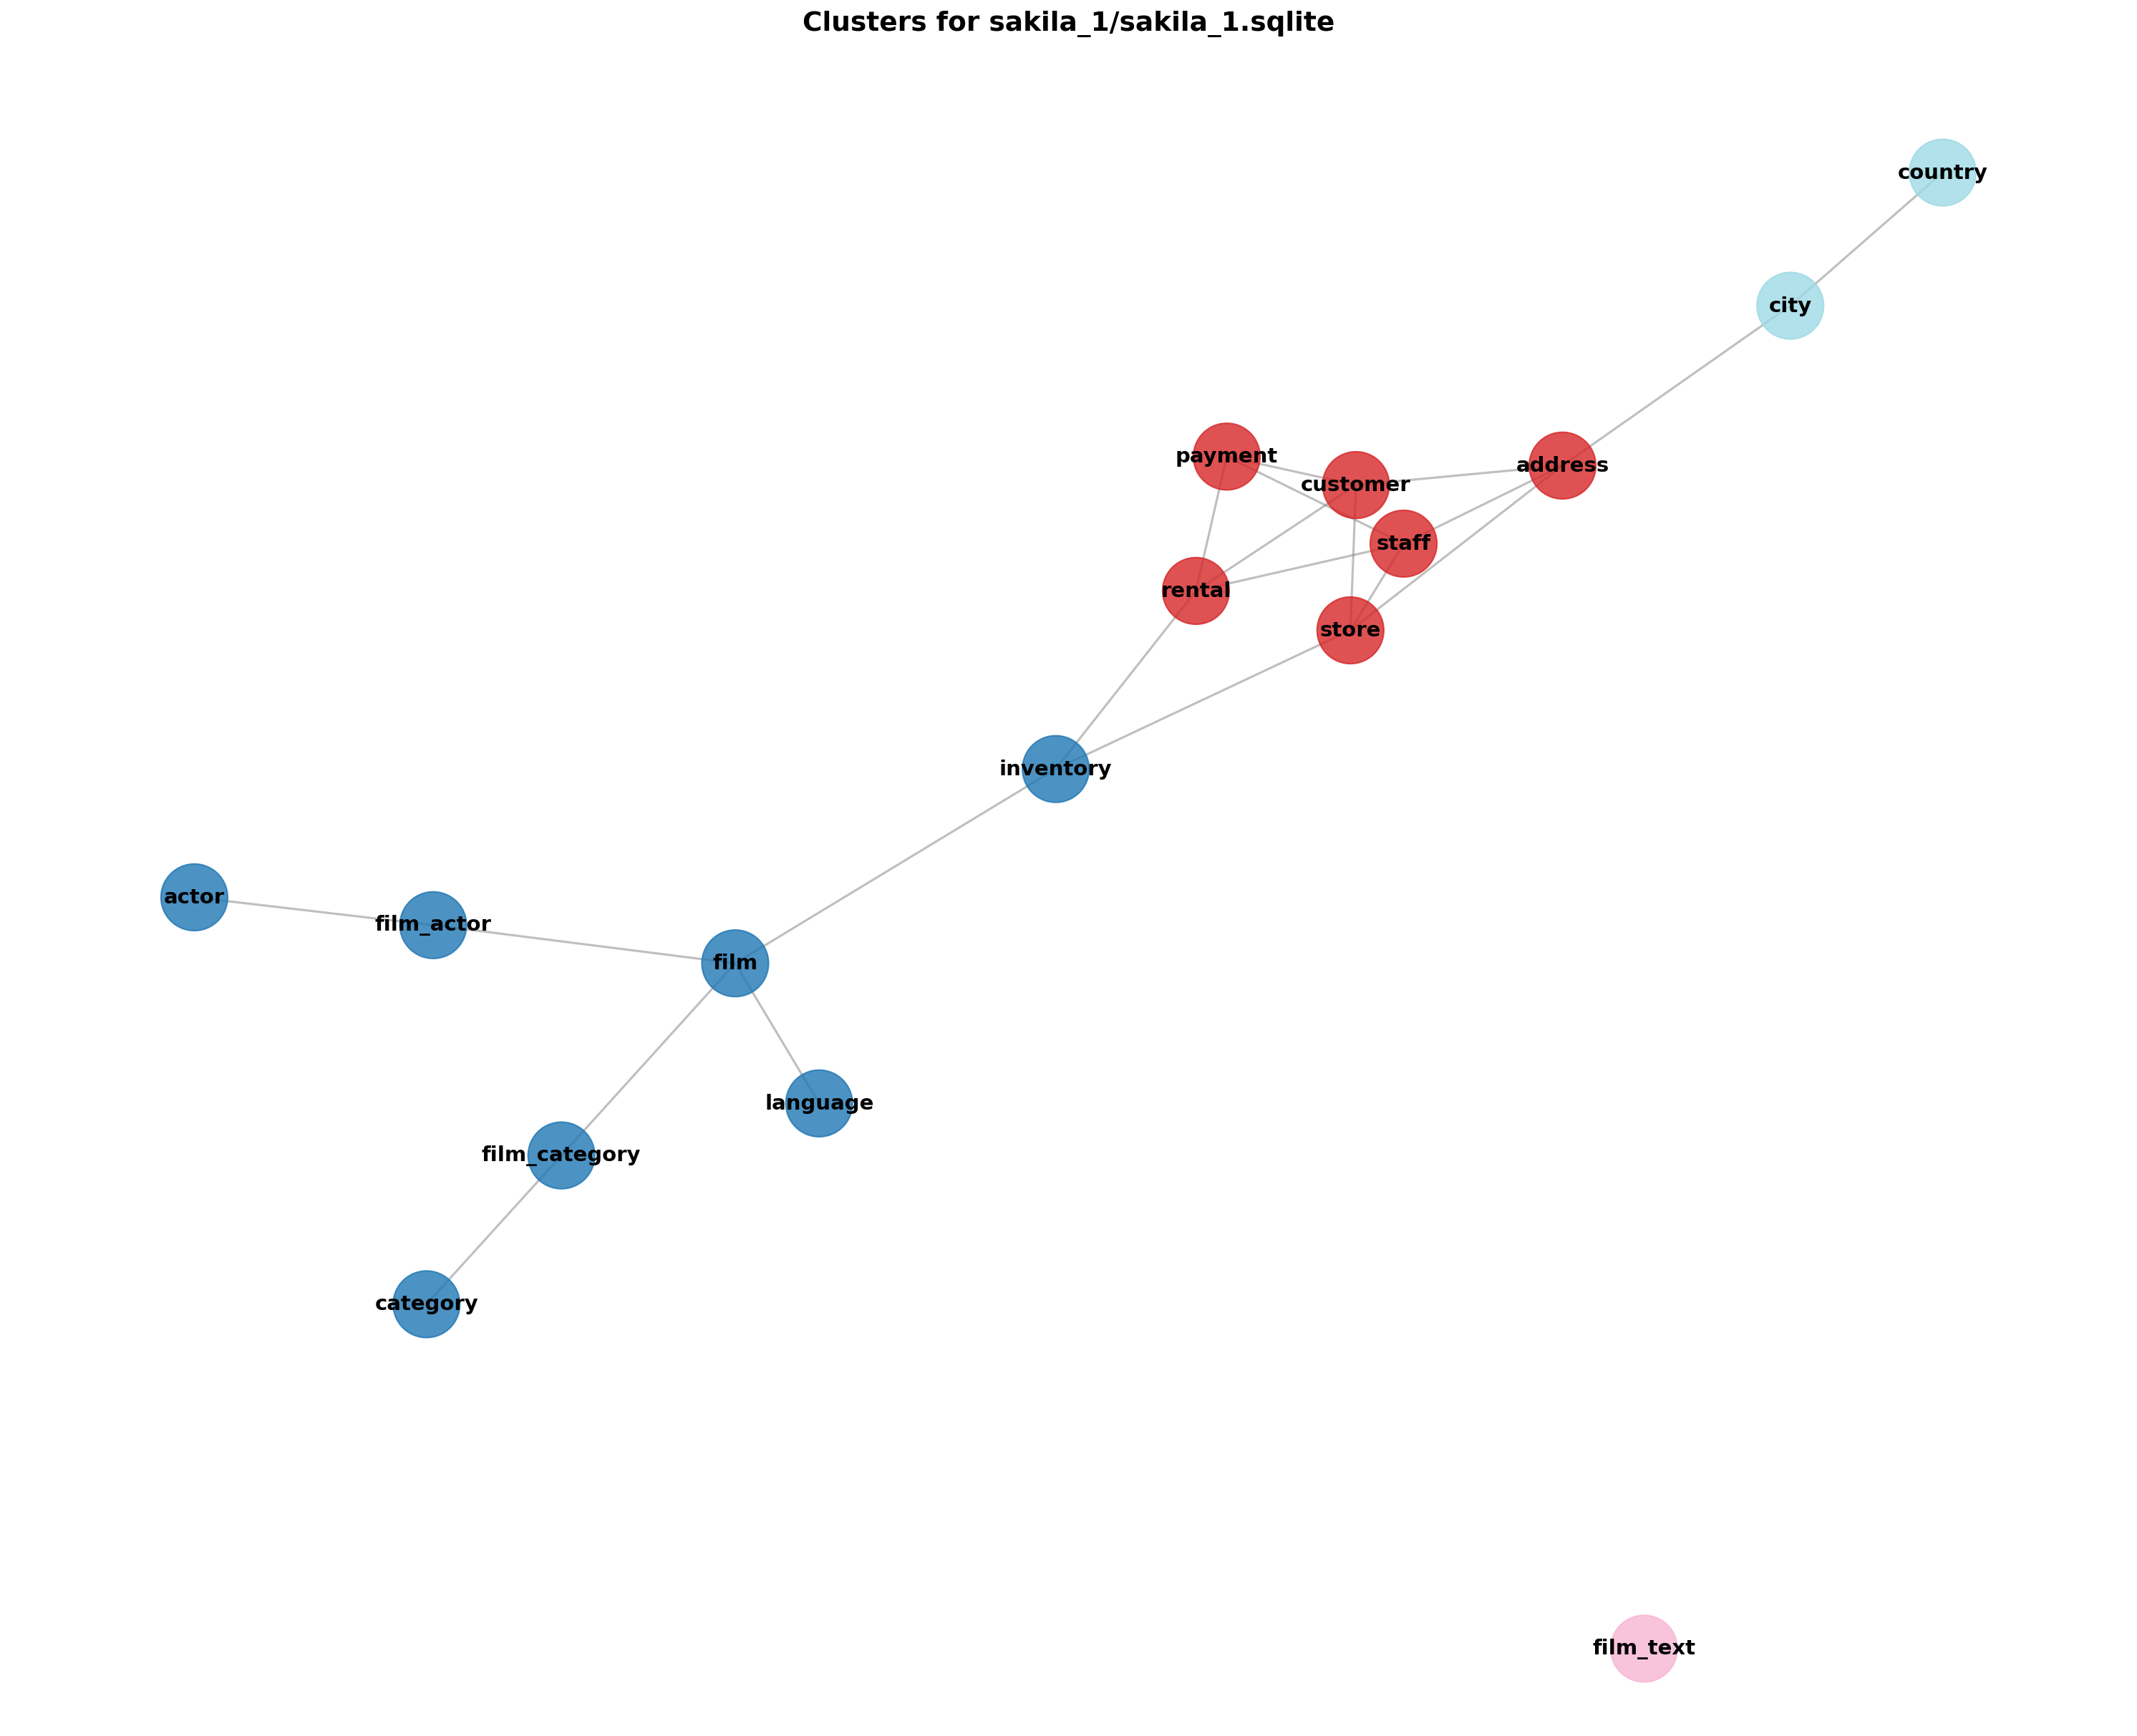 Clusters for sakila_1/sakila_1.sqlite
country
city
payment
address
customer
staff
rental
store
inventory
actor
film_actor
film
language
film_category
category
film_text